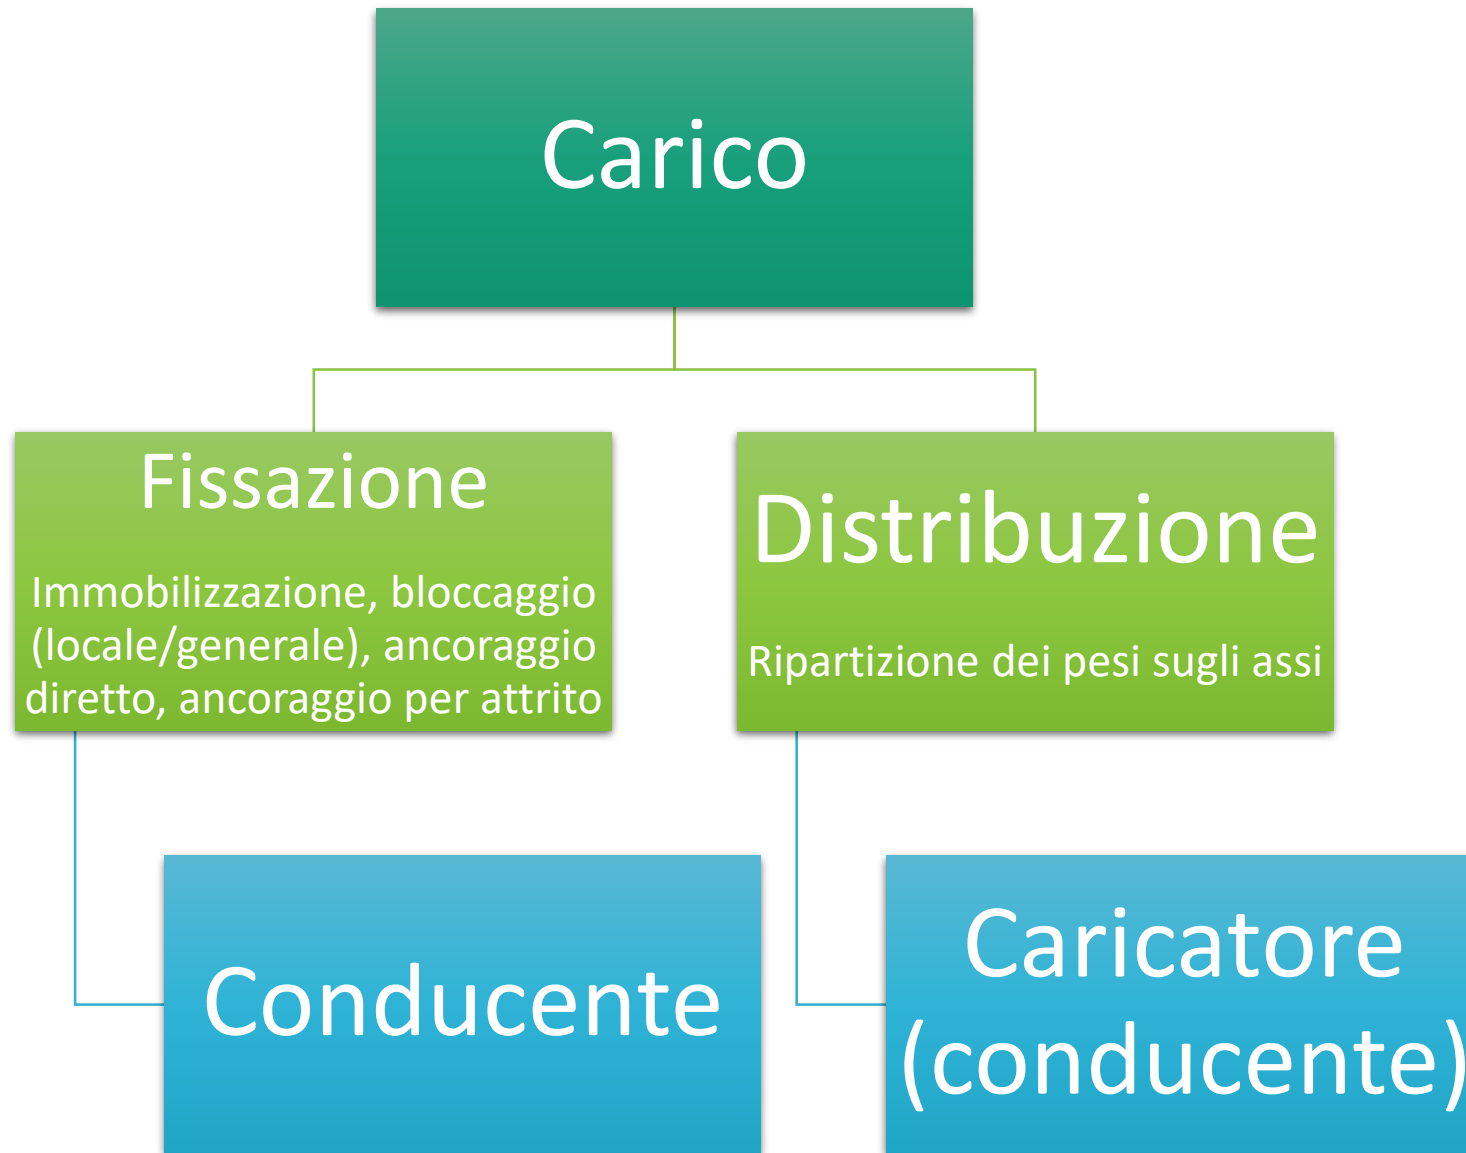 Carico
Fissazione
Immobilizzazione, bloccaggio
(locale/generale), ancoraggio
diretto, ancoraggio per attrito
Distribuzione
Ripartizione dei pesi sugli assi
Conducente
Caricatore
(conducente)